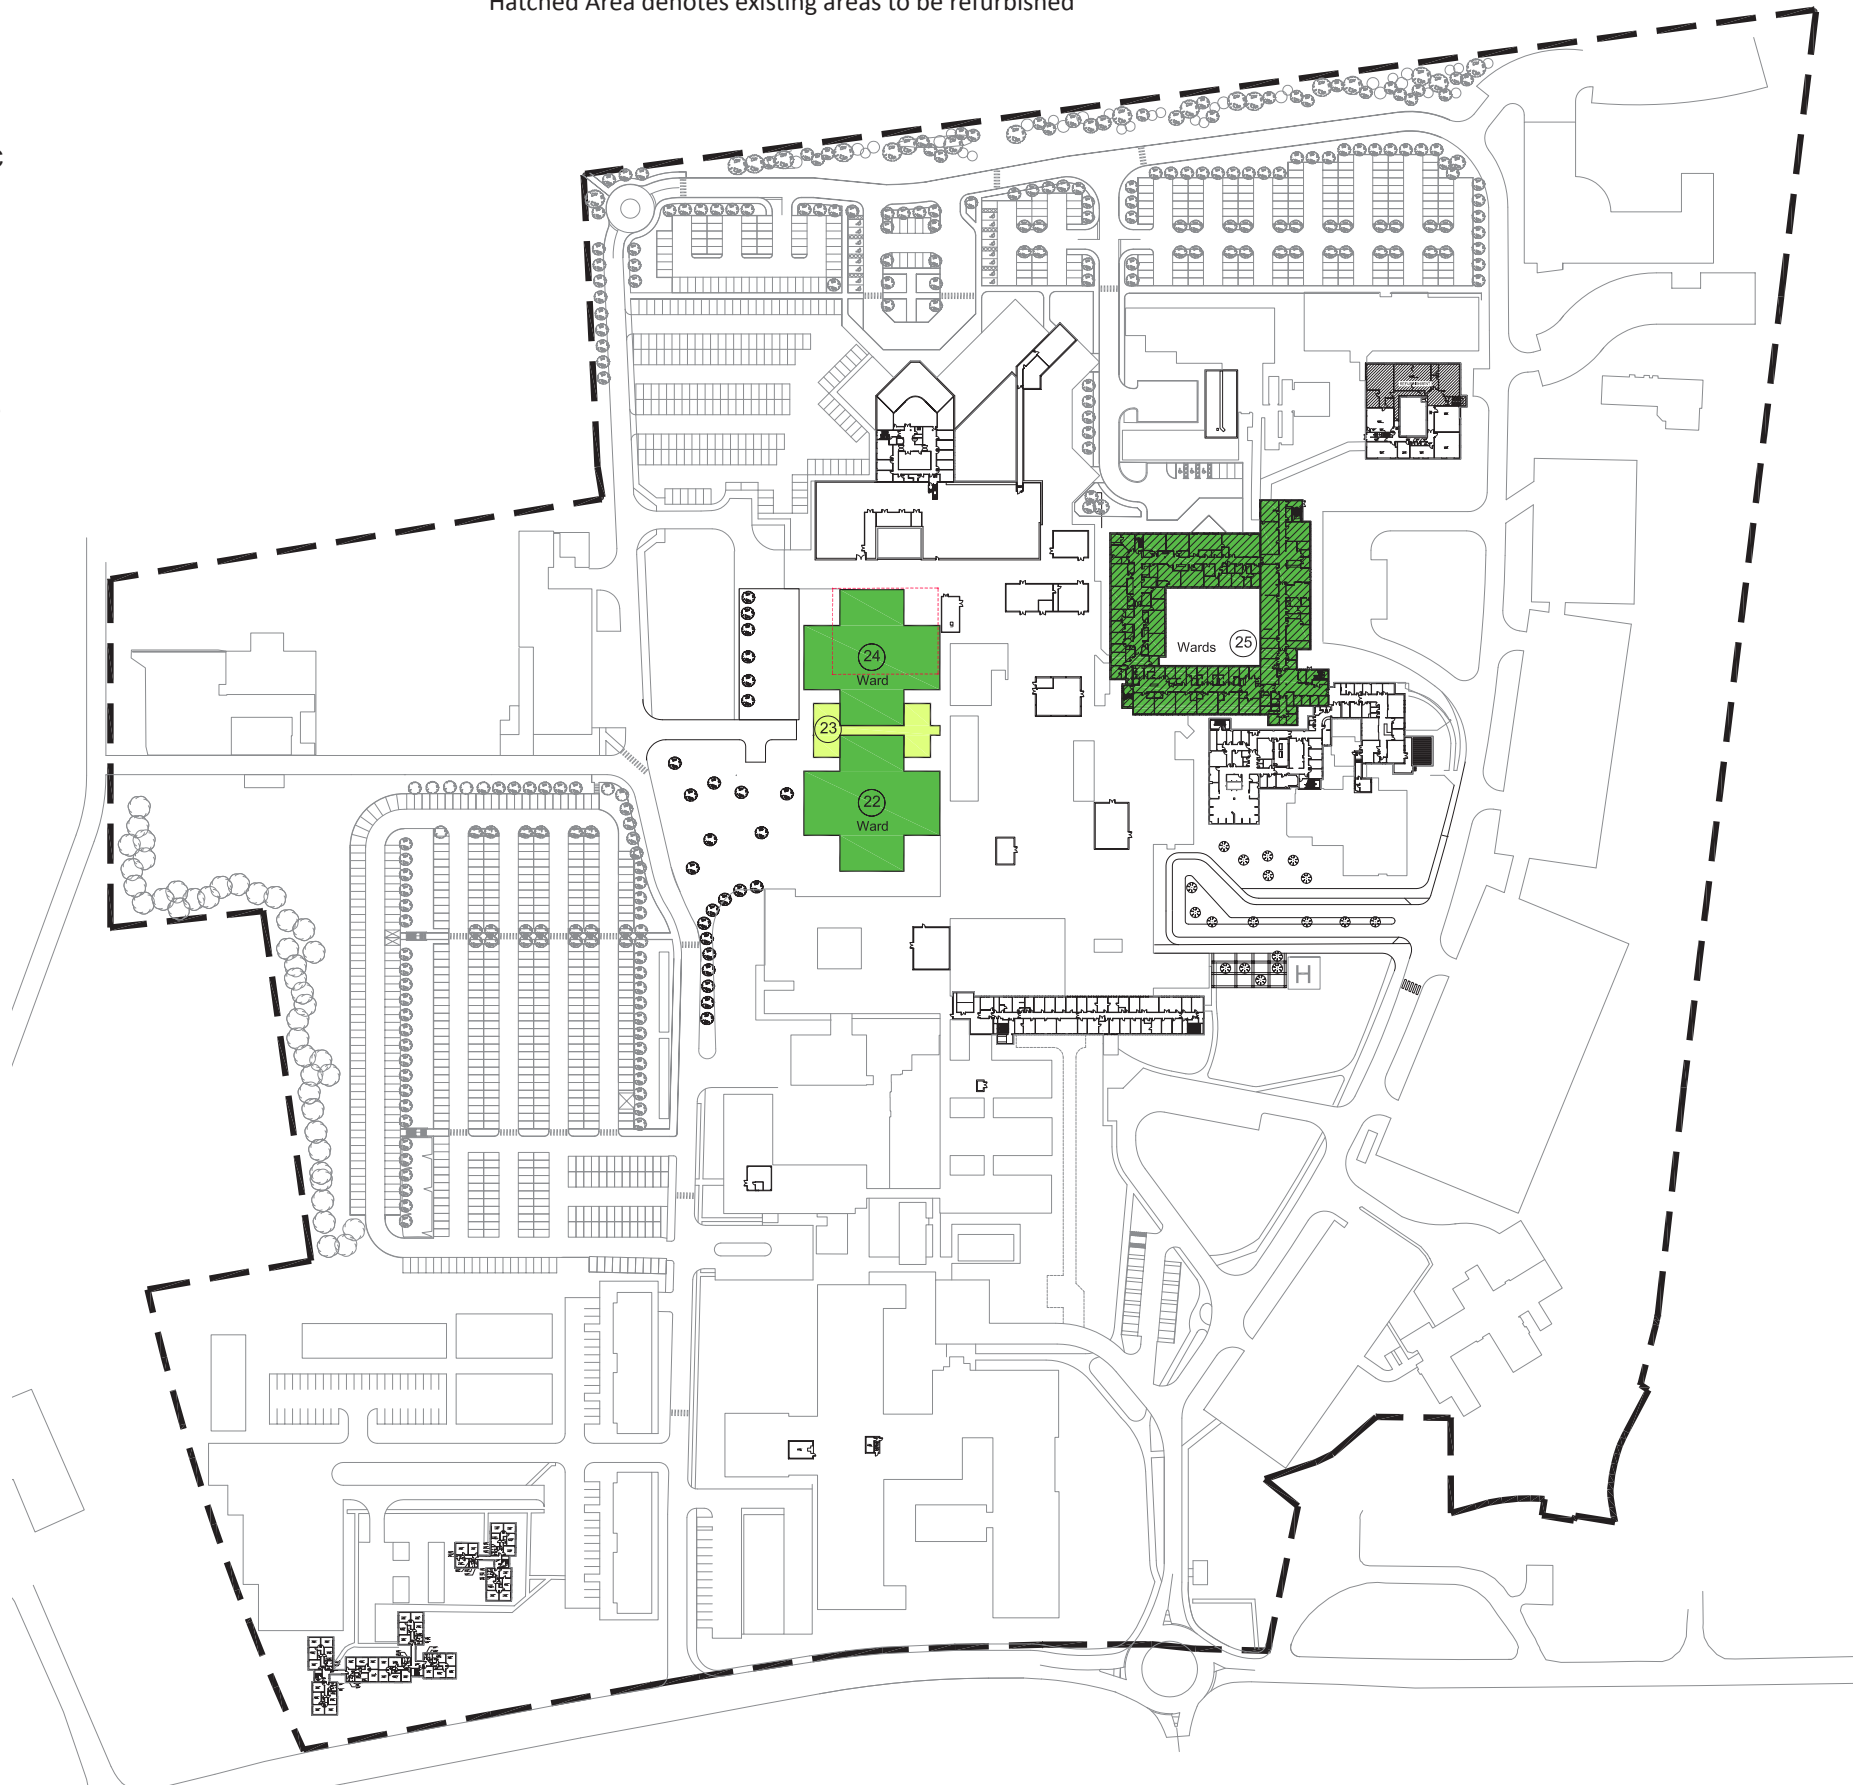 Hatched Area denotes existing areas to be refurbished
24
Ward
Wards
25
23
22
Ward
H